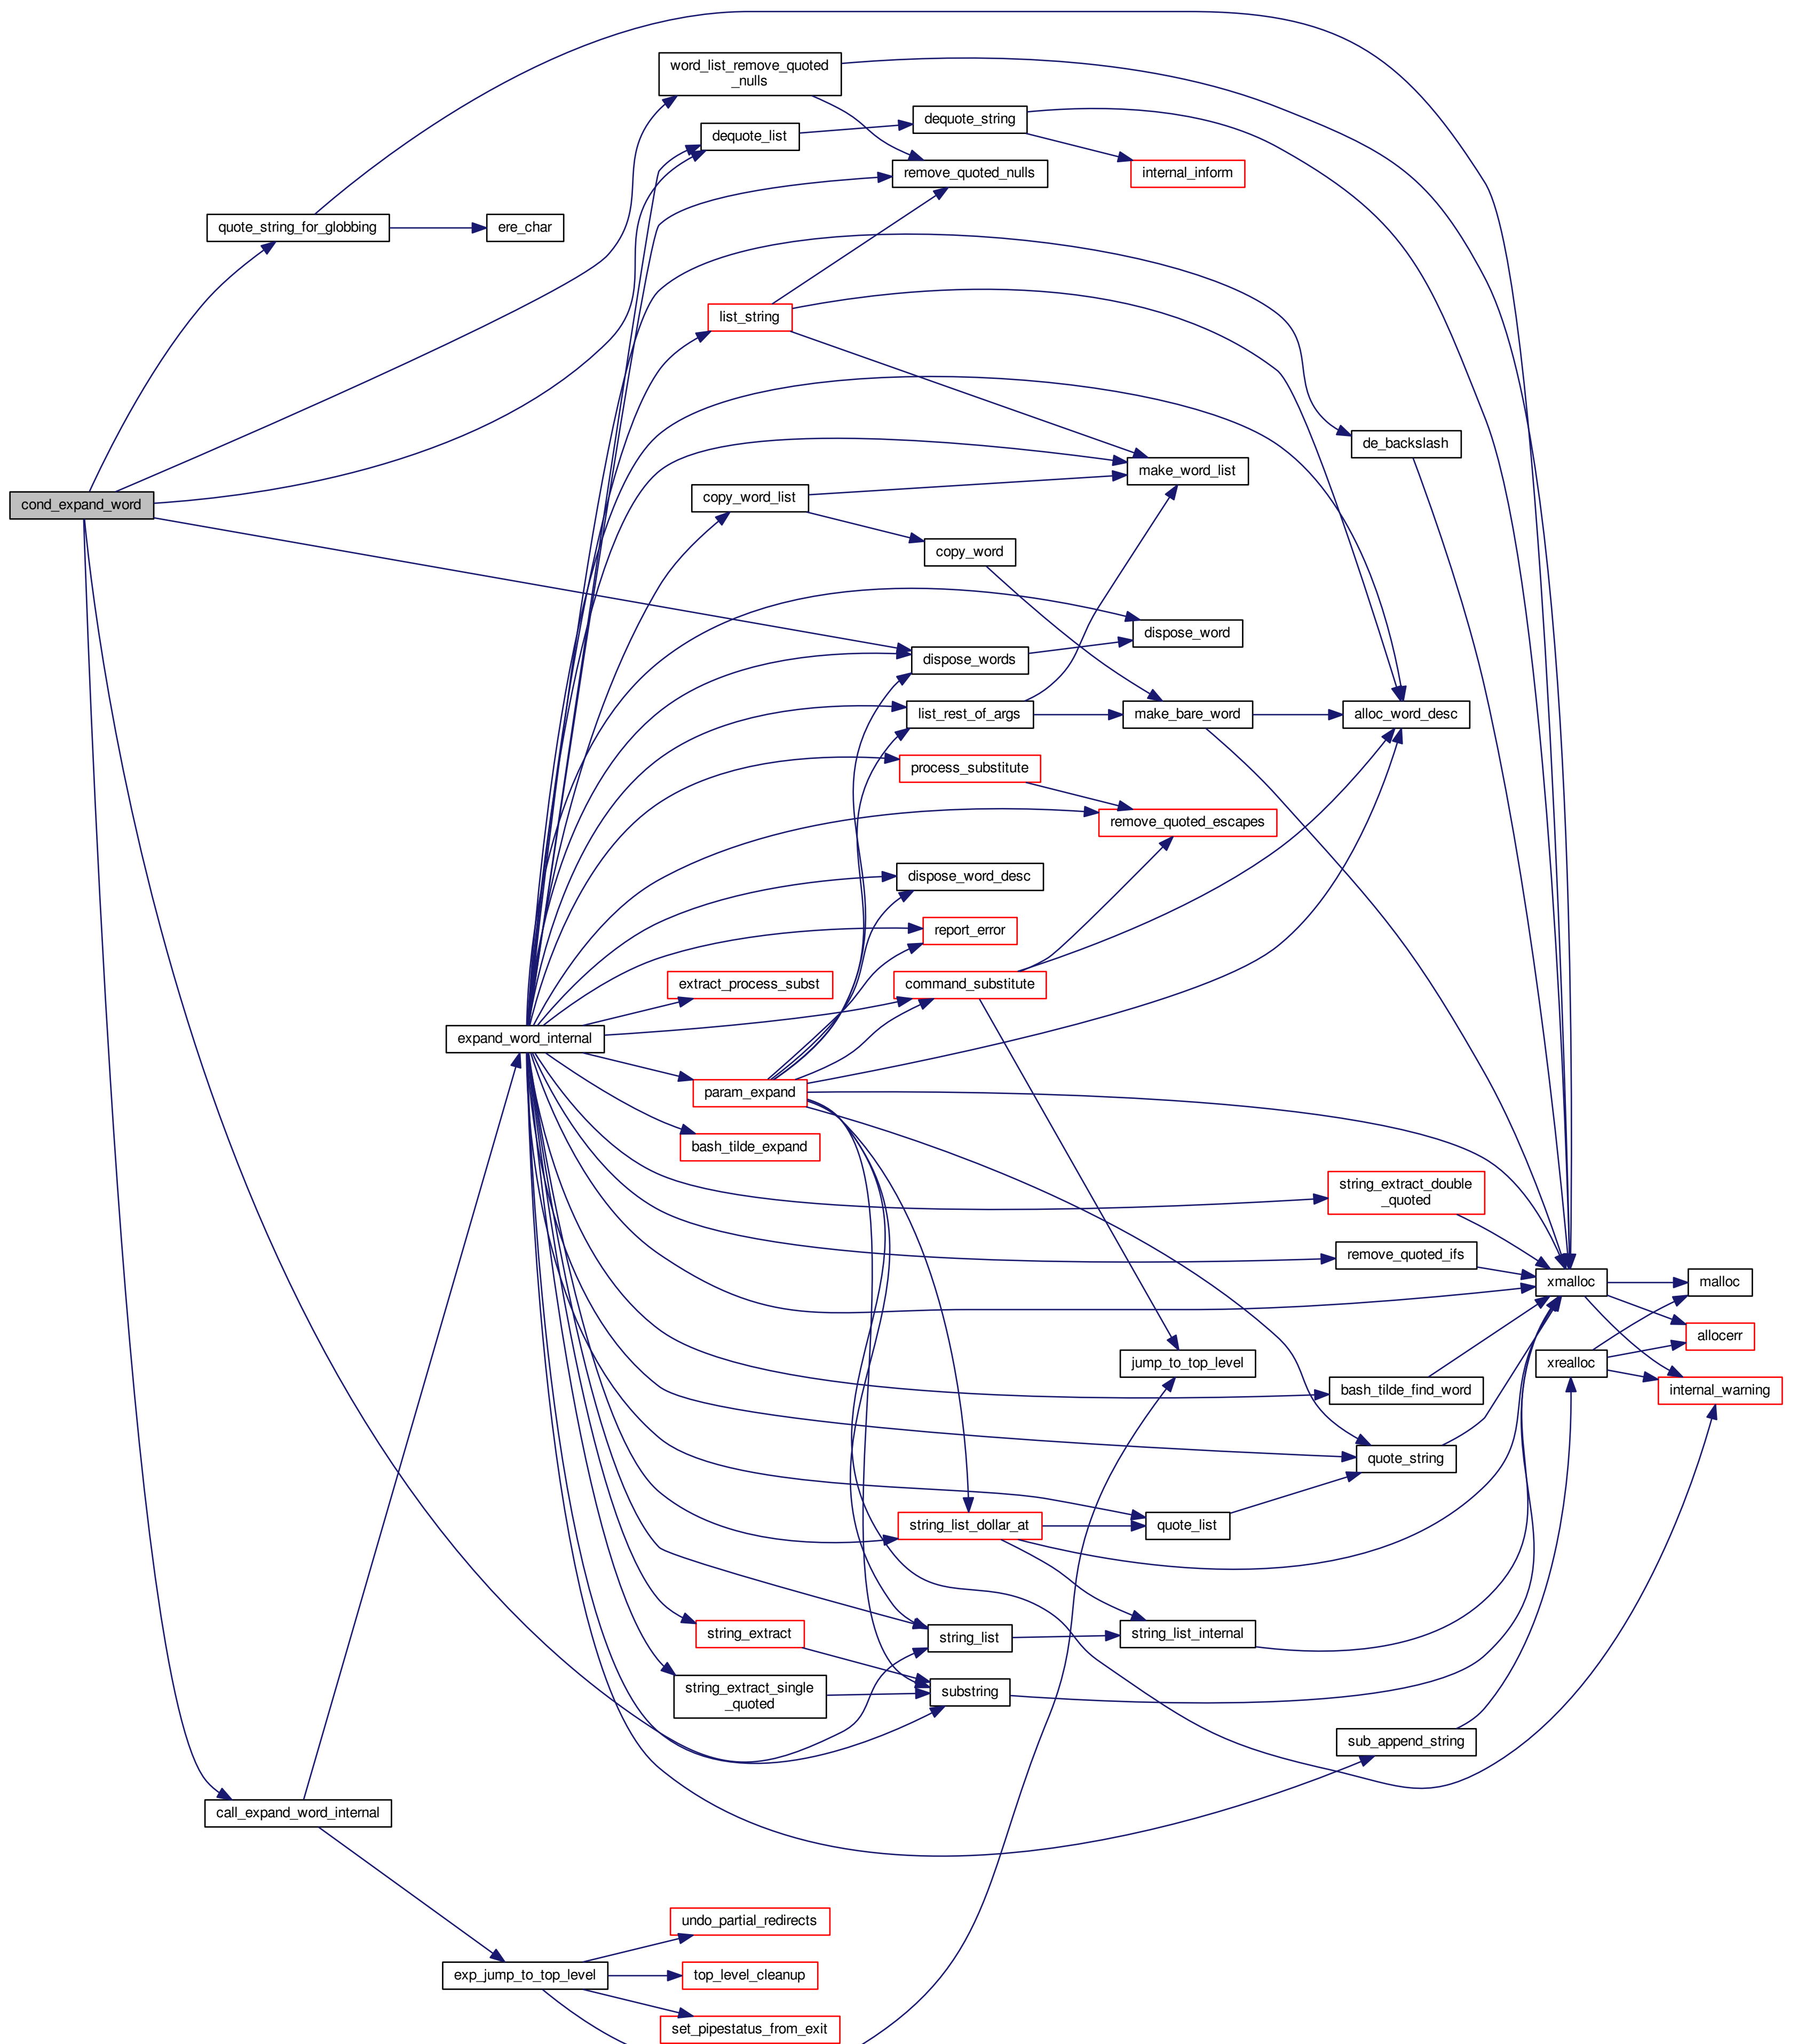 word_list_remove_quoted
_nulls
dequote_string
dequote_list
internal_inform
remove_quoted_nulls
quote_string_for_globbing
ere_char
list_string
de_backslash
make_word_list
copy_word_list
cond_expand_word
copy_word
dispose_word
dispose_words
list_rest_of_args
make_bare_word
alloc_word_desc
process_substitute
remove_quoted_escapes
dispose_word_desc
report_error
extract_process_subst
command_substitute
expand_word_internal
param_expand
bash_tilde_expand
string_extract_double
_quoted
remove_quoted_ifs
xmalloc
malloc
allocerr
jump_to_top_level
xrealloc
bash_tilde_find_word
internal_warning
quote_string
string_list_dollar_at
quote_list
string_extract
string_list
string_list_internal
string_extract_single
_quoted
substring
sub_append_string
call_expand_word_internal
undo_partial_redirects
exp_jump_to_top_level
top_level_cleanup
set_pipestatus_from_exit